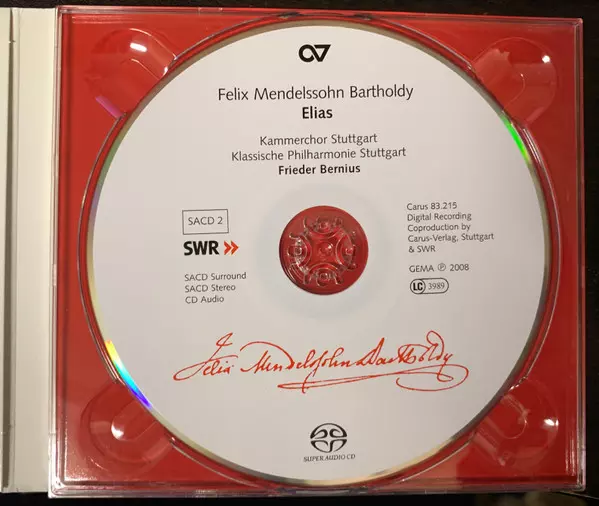 Felix Mendelssohn Bartholdy
Elias
Kammerchor Stuttgart
Klassische Philharmonie Stuttgart
Frieder Bernius
SACD 2
SWR
SACD Surround
SACD Stereo
CD Audio
Carus 83.215
Digital Recording
Coproduction by
Carus-Verlag, Stuttgart
& SWR
GEMA ℗ 2008
LC 3989
Felix Mendelssohn Bartholdy
SUPER AUDIO CD